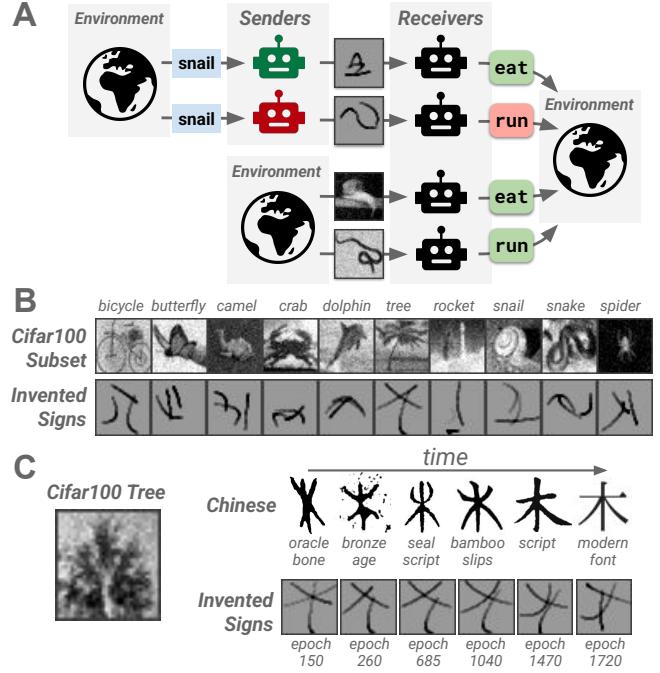 A
Environment
Senders
Receivers
snail
eat
Environment
snail
run
Environment
eat
run
B
bicycle butterfly camel crab dolphin tree rocket snail snake spider
Cifar100
Subset
Invented
Signs
C
time
Cifar100 Tree
Chinese
木
oracle bone
bronze age
seal script
bamboo slips
script
modern font
Invented
Signs
epoch 150
epoch 260
epoch 685
epoch 1040
epoch 1470
epoch 1720